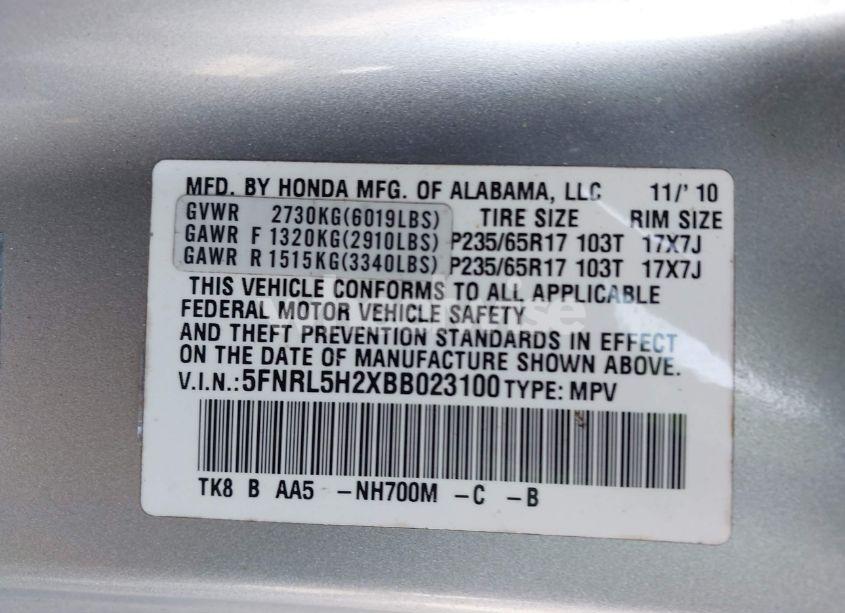 MFD. BY HONDA MFG. OF ALABAMA, LLC 11/' 10
GVWR 2730KG(6019LBS) TIRE SIZE RIM SIZE
GAWR F 1320KG(2910LBS) P235/65R17 103T 17X7J
GAWR R 1515KG(3340LBS) P235/65R17 103T 17X7J
THIS VEHICLE CONFORMS TO ALL APPLICABLE
FEDERAL MOTOR VEHICLE SAFETY
AND THEFT PREVENTION STANDARDS IN EFFECT
ON THE DATE OF MANUFACTURE SHOWN ABOVE.
V.I.N.: 5FNRL5H2XBB023100 TYPE: MPV
TK8 B AA5 -NH700M -C -B